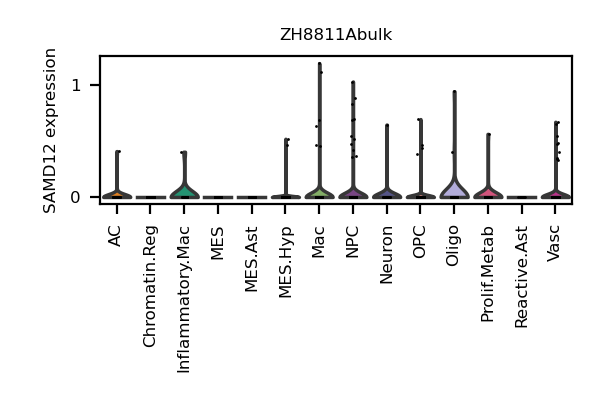 ZH8811Abulk
SAMD12 expression
1
0
AC
Chromatin.Reg
Inflammatory.Mac
MES
MES.Ast
MES.Hyp
Mac
NPC
Neuron
OPC
Oligo
Prolif.Metab
Reactive.Ast
Vasc